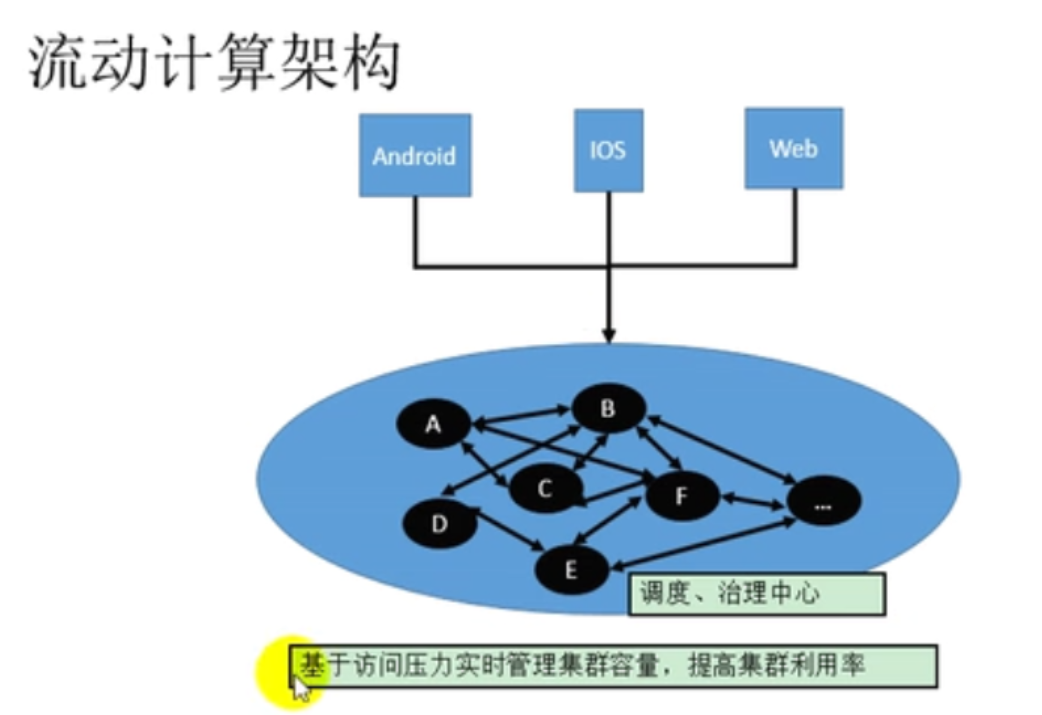 流动计算架构
Android
IOS
Web
A
B
C
D
E
F
...
调度、治理中心
基于访问压力实时管理集群容量，提高集群利用率